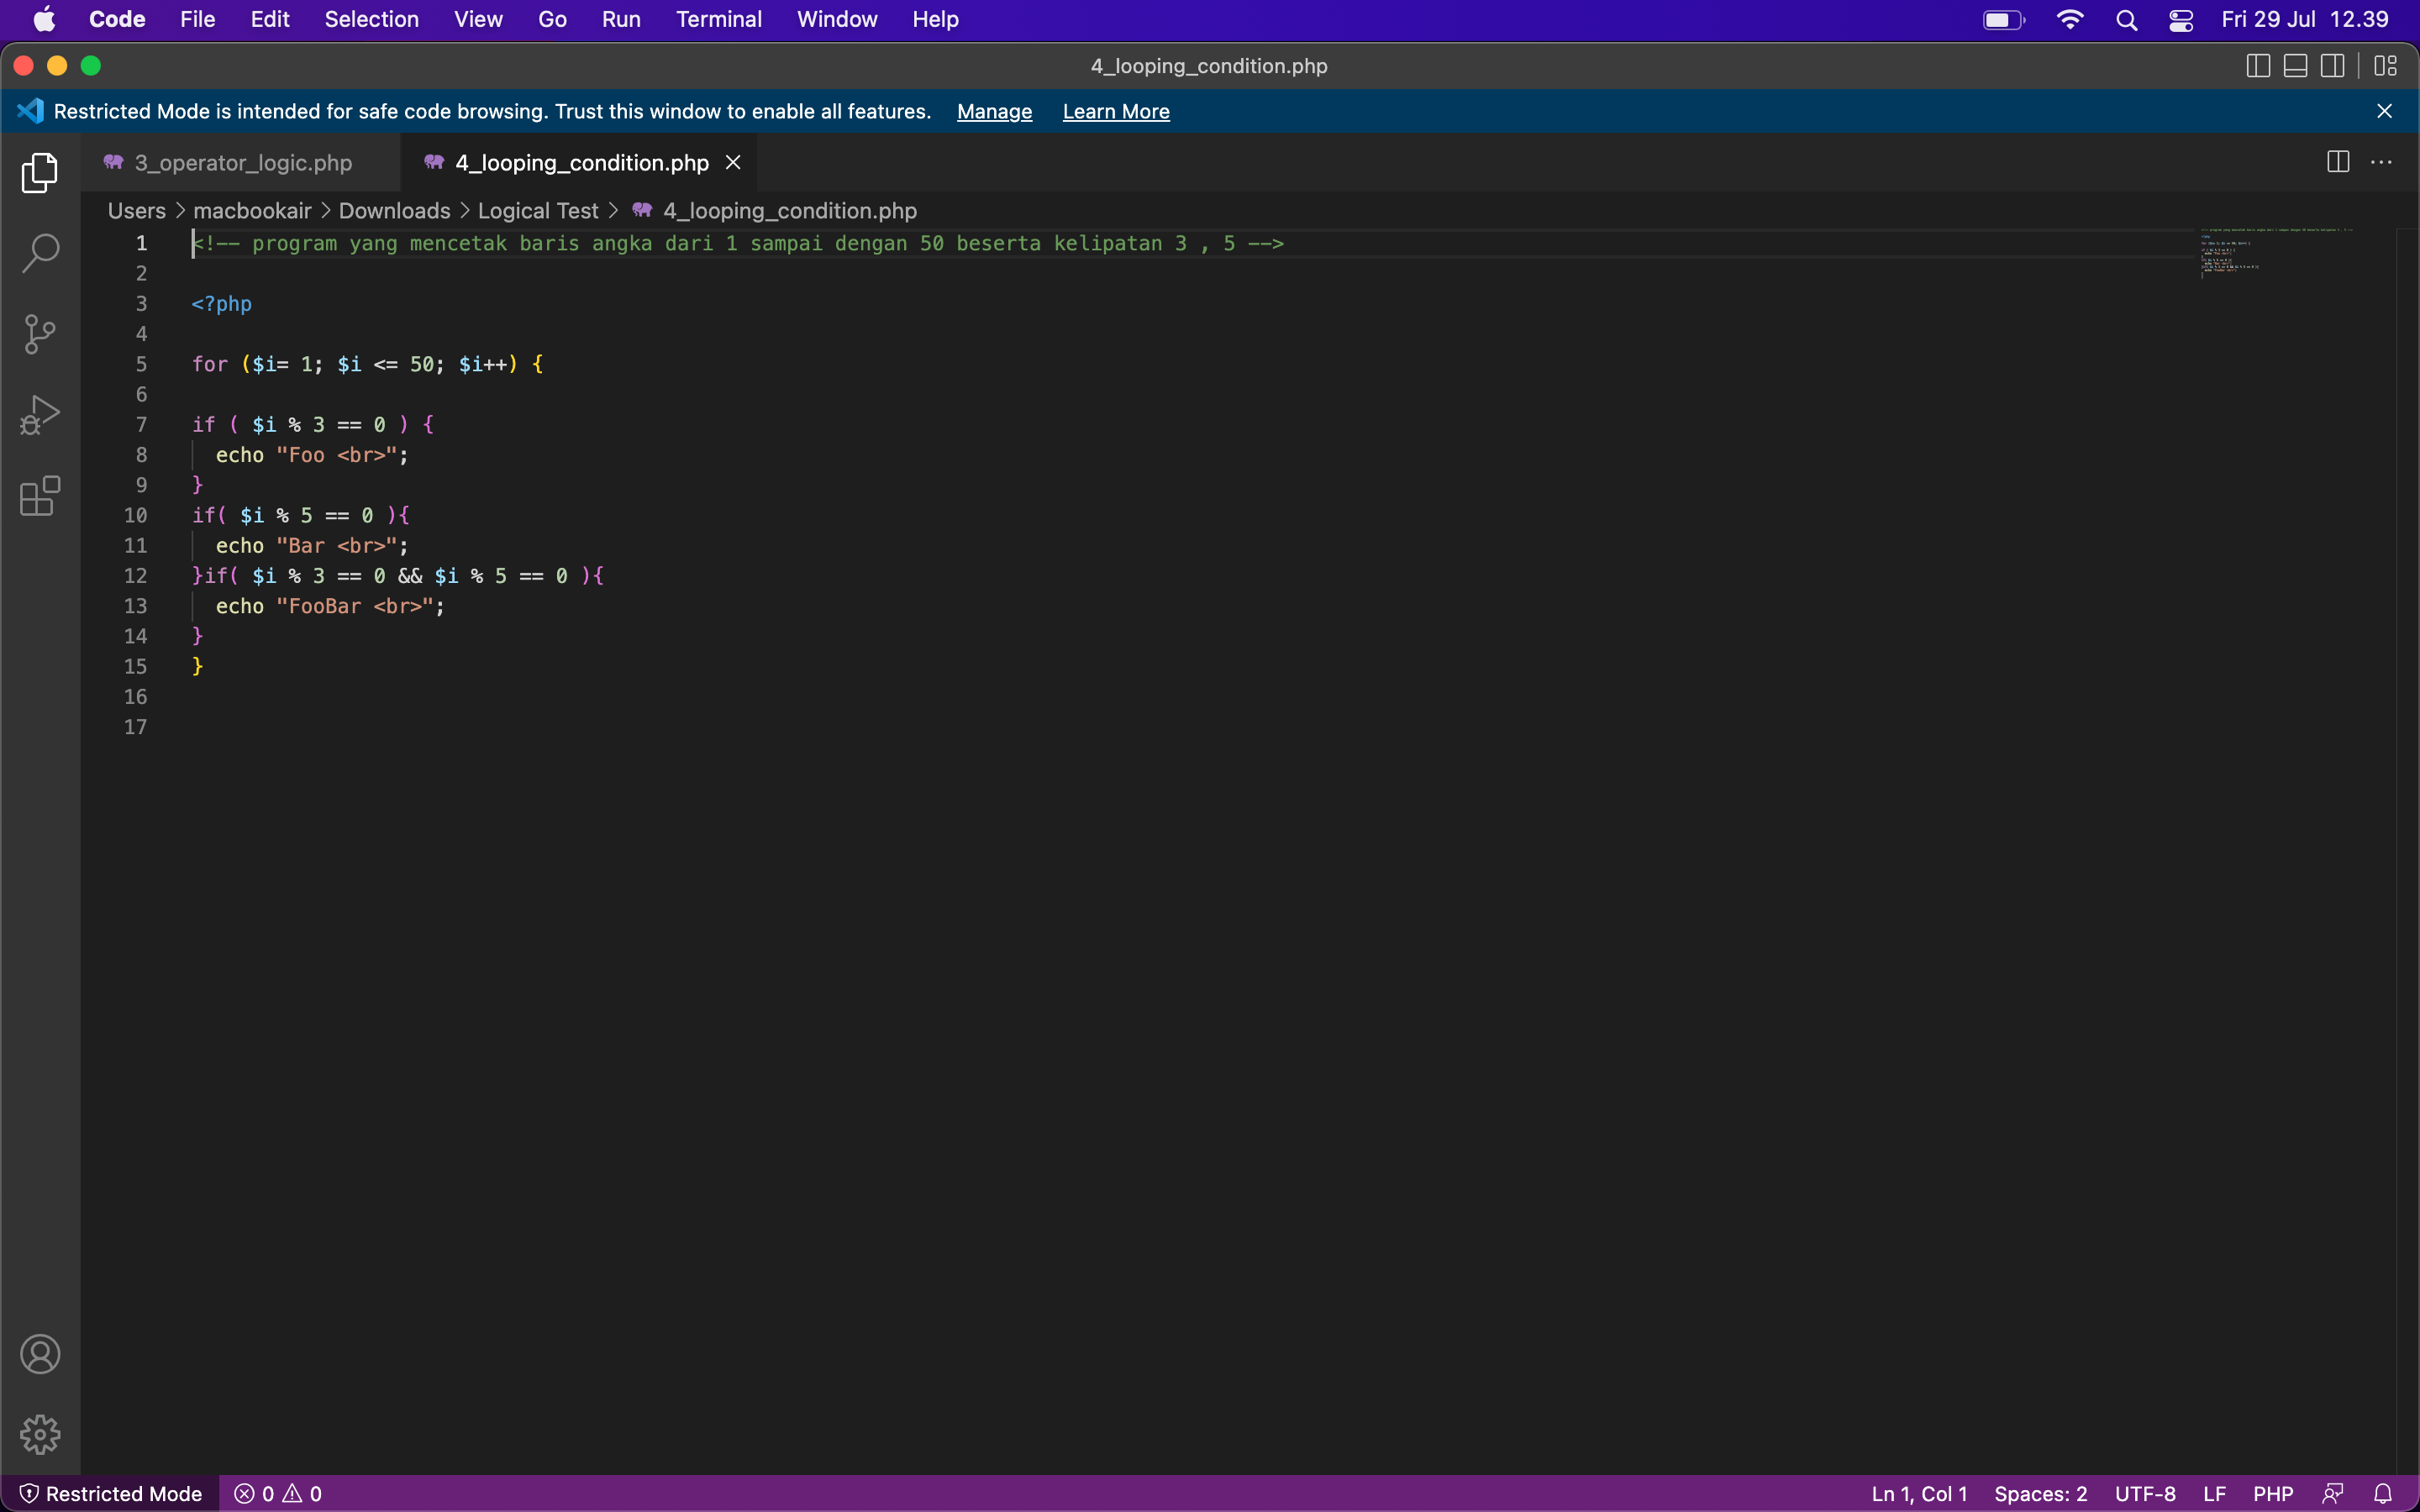 Code File Edit Selection View Go Run Terminal Window Help Fri 29 Jul 12.39
4_looping_condition.php
Restricted Mode is intended for safe code browsing. Trust this window to enable all features. Manage Learn More
3_operator_logic.php 4_looping_condition.php
Users > macbookair > Downloads > Logical Test > 4_looping_condition.php
1 <!-- program yang mencetak baris angka dari 1 sampai dengan 50 beserta kelipatan 3 , 5 -->
2
3 <?php
4
5 for ($i= 1; $i <= 50; $i++) {
6
7 if ( $i % 3 == 0 ) {
8 echo "Foo <br>";
9 }
10 if( $i % 5 == 0 ){
11 echo "Bar <br>";
12 }if( $i % 3 == 0 && $i % 5 == 0 ){
13 echo "FooBar <br>";
14 }
15 }
16
17
Restricted Mode 0 0 Ln 1, Col 1 Spaces: 2 UTF-8 LF PHP